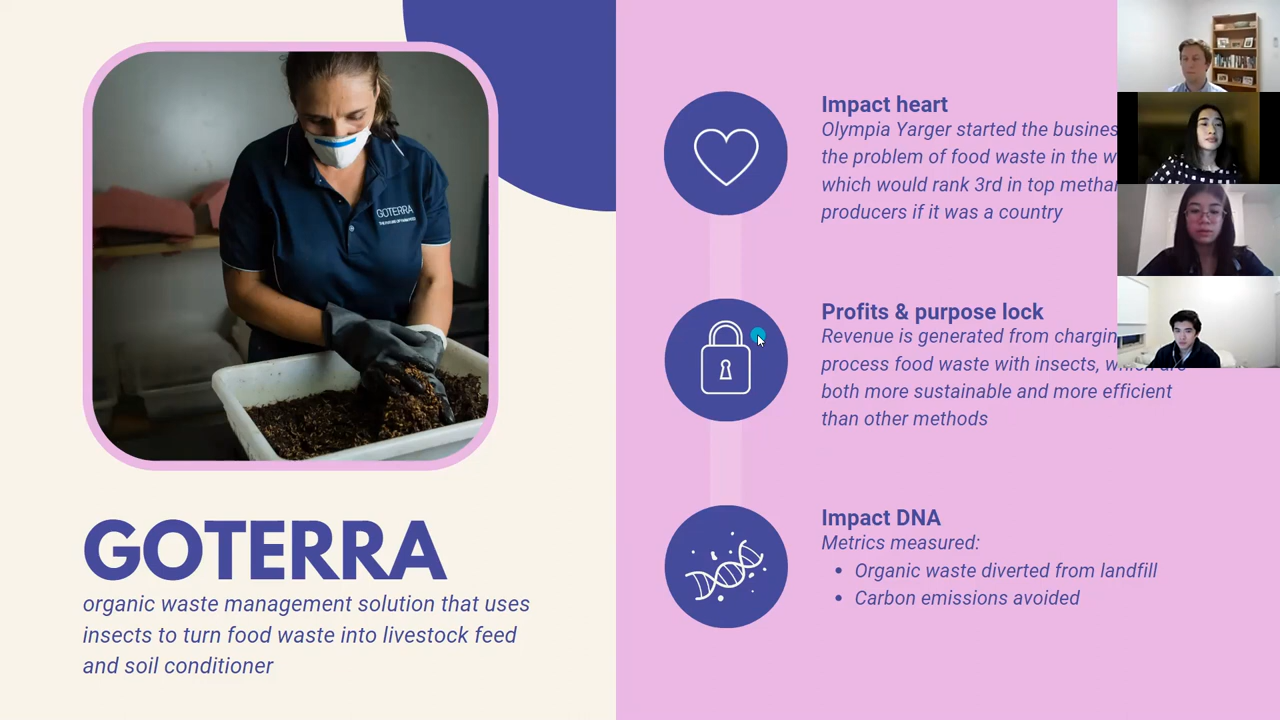 GOTERRA
THE FUTURE OF FARM FOOD
GOTERRA
organic waste management solution that uses
insects to turn food waste into livestock feed
and soil conditioner
Impact heart
Olympia Yarger started the
the problem of food waste in the
which would rank 3rd in top
producers if it was a country
Profits & purpose lock
Revenue is generated from
process food waste with insects, which are
both more sustainable and more efficient
than other methods
Impact DNA
Metrics measured:
• Organic waste diverted from landfill
• Carbon emissions avoided